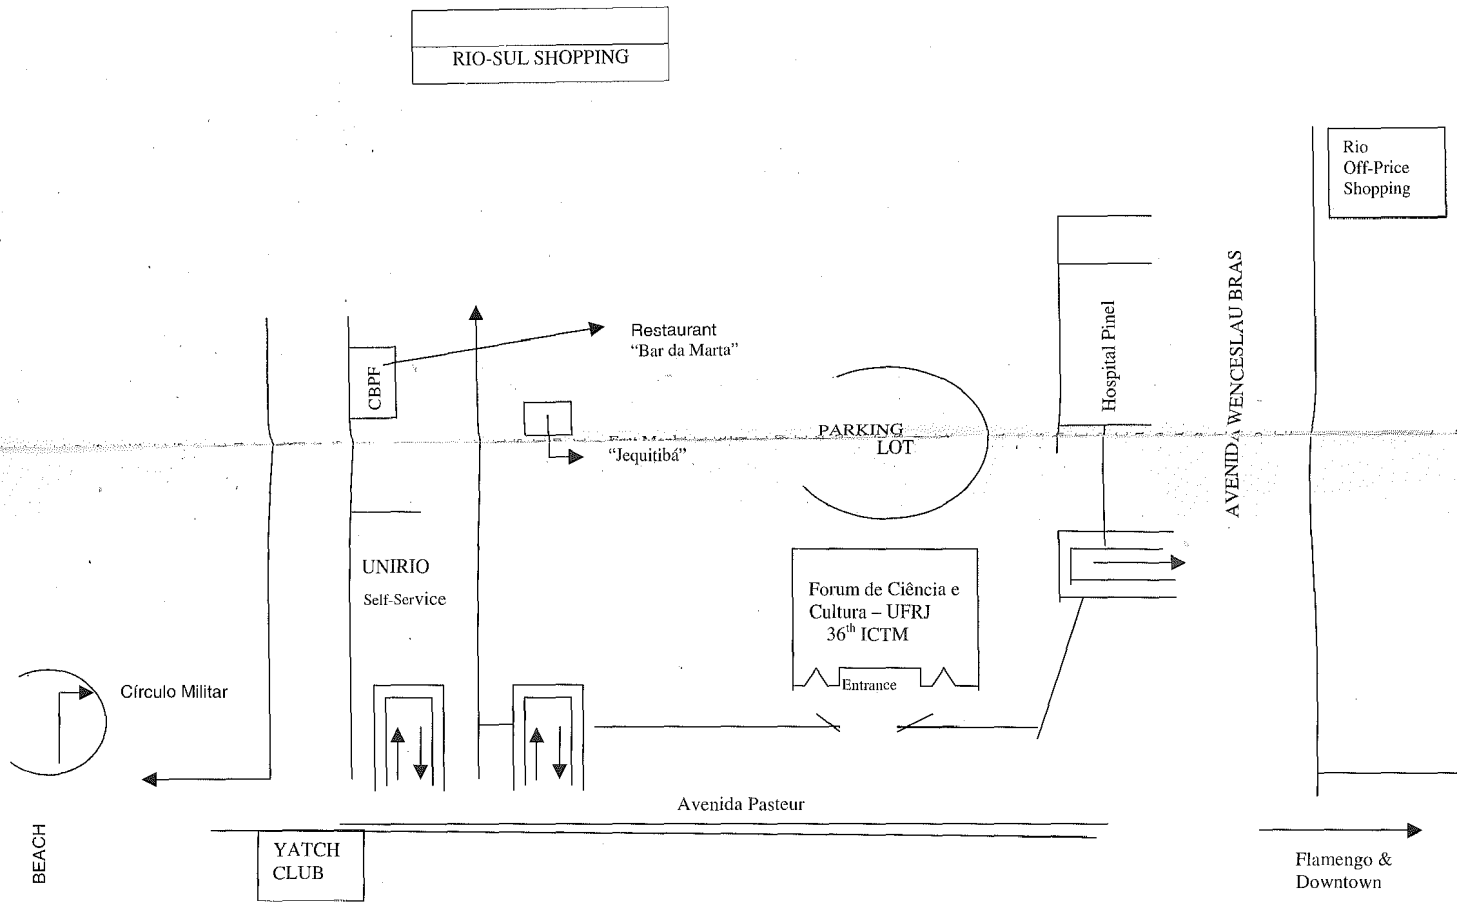 RIO-SUL SHOPPING
Rio
Off-Price
Shopping
Restaurant
“Bar da Marta”
CBPF
Hospital Pinel
AVENIDA WENCESLAU BRAS
PARKING
LOT
“Jequitibá”
UNIRIO
Self-Service
Forum de Ciência e
Cultura – UFRJ
36th ICTM
Entrance
Círculo Militar
Avenida Pasteur
BEACH
YATCH
CLUB
Flamengo &
Downtown